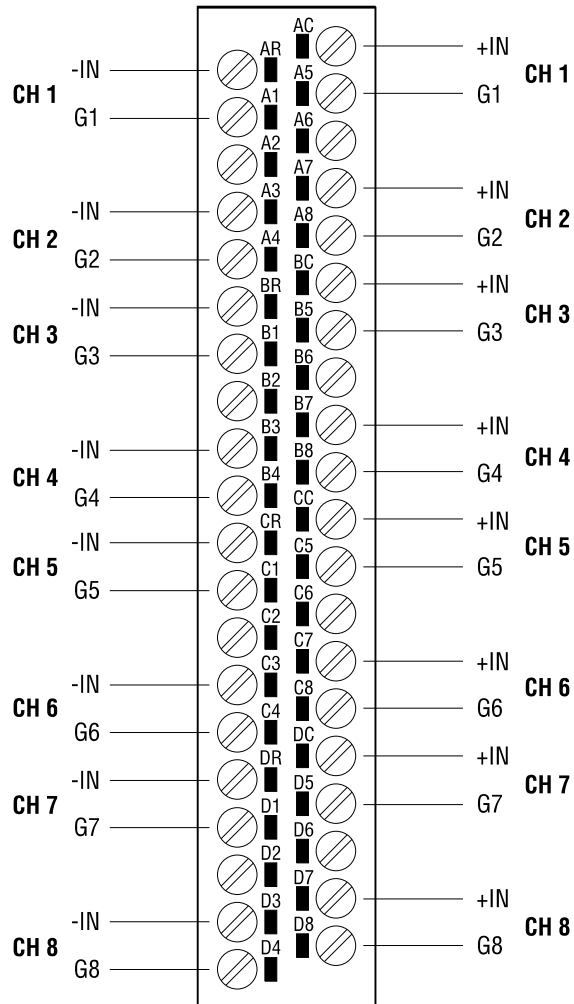 AC
+IN
CH 1
AR
-IN
CH 1
A5
G1
A1
G1
A6
A2
A7
+IN
CH 2
A3
-IN
CH 2
A8
G2
A4
G2
BC
+IN
CH 3
BR
-IN
CH 3
B5
G3
B1
G3
B6
B2
B7
+IN
CH 4
B3
-IN
CH 4
B8
G4
B4
G4
CC
+IN
CH 5
CR
-IN
CH 5
C5
G5
C1
G5
C6
C2
C7
+IN
CH 6
C3
-IN
CH 6
C8
G6
C4
G6
DC
+IN
CH 7
DR
-IN
CH 7
D5
G7
D1
G7
D6
D2
D7
+IN
CH 8
D3
-IN
CH 8
D8
G8
D4
G8